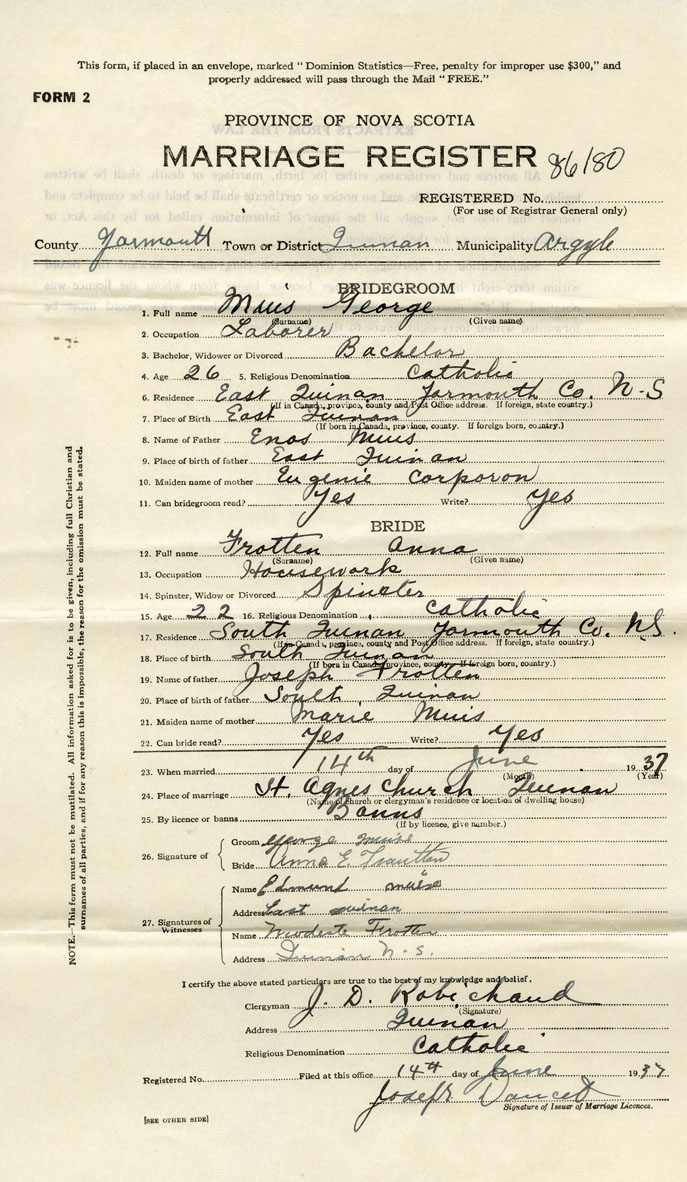 This form, if placed in an envelope, marked "Dominion Statistics—Free, penalty for improper use $300," and
properly addressed will pass through the Mail "FREE."
FORM 2
PROVINCE OF NOVA SCOTIA
MARRIAGE REGISTER 86/80
REGISTERED No.
(For use of Registrar General only)
County Yarmouth Town or District Quinan Municipality Argyle
BRIDEGROOM
1. Full name Muis George
(Surname) (Given name)
2. Occupation Laborer
3. Bachelor, Widower or Divorced Bachelor
4. Age 26 5. Religious Denomination Catholic
6. Residence East Quinan Yarmouth Co. N-S
(If in Canada, province, county and Post Office address. If foreign, state country.)
7. Place of Birth East Quinan
(If born in Canada, province, county. If foreign born, country.)
8. Name of Father Enos Muis
9. Place of birth of father East Quinan
10. Maiden name of mother Eugenie Corporon
11. Can bridegroom read? Yes Write? Yes
BRIDE
12. Full name Frotten Anna
(Surname) (Given name)
13. Occupation Housework
14. Spinster, Widow or Divorced Spinster
15. Age 22 16. Religious Denomination Catholic
17. Residence South Quinan Yarmouth Co. N.S.
(If in Canada, province, county and Post Office address. If foreign, state country.)
18. Place of birth South Quinan
(If born in Canada, province, county. If foreign born, country.)
19. Name of father Joseph Frotten
20. Place of birth of father South Quinan
21. Maiden name of mother Marie Muis
22. Can bride read? Yes Write? Yes
23. When married 14th day of June 1937
(Month) (Year)
24. Place of marriage St. Agnes Church Quinan
(Name of church or clergyman's residence or location of dwelling house)
25. By licence or banns Banns
(If by licence, give number.)
26. Signature of
Groom George Muise
Bride Anna E Trautten
27. Signatures of Witnesses
Name Edmund Muise
Address East Quinan
Name Modeste Frotten
Address Quinan N-S.
I certify the above stated particulars are true to the best of my knowledge and belief.
Clergyman J. D. Robichaud
(Signature)
Address Quinan
Religious Denomination Catholic
Registered No. Filed at this office 14th day of June 1937
Joseph Doucet
Signature of Issuer of Marriage Licences.
[SEE OTHER SIDE]
NOTE.—This form must not be mutilated. All information asked for is to be given, including full Christian and
surnames of all parties, and if for any reason this is impossible, the reason for the omission must be stated.